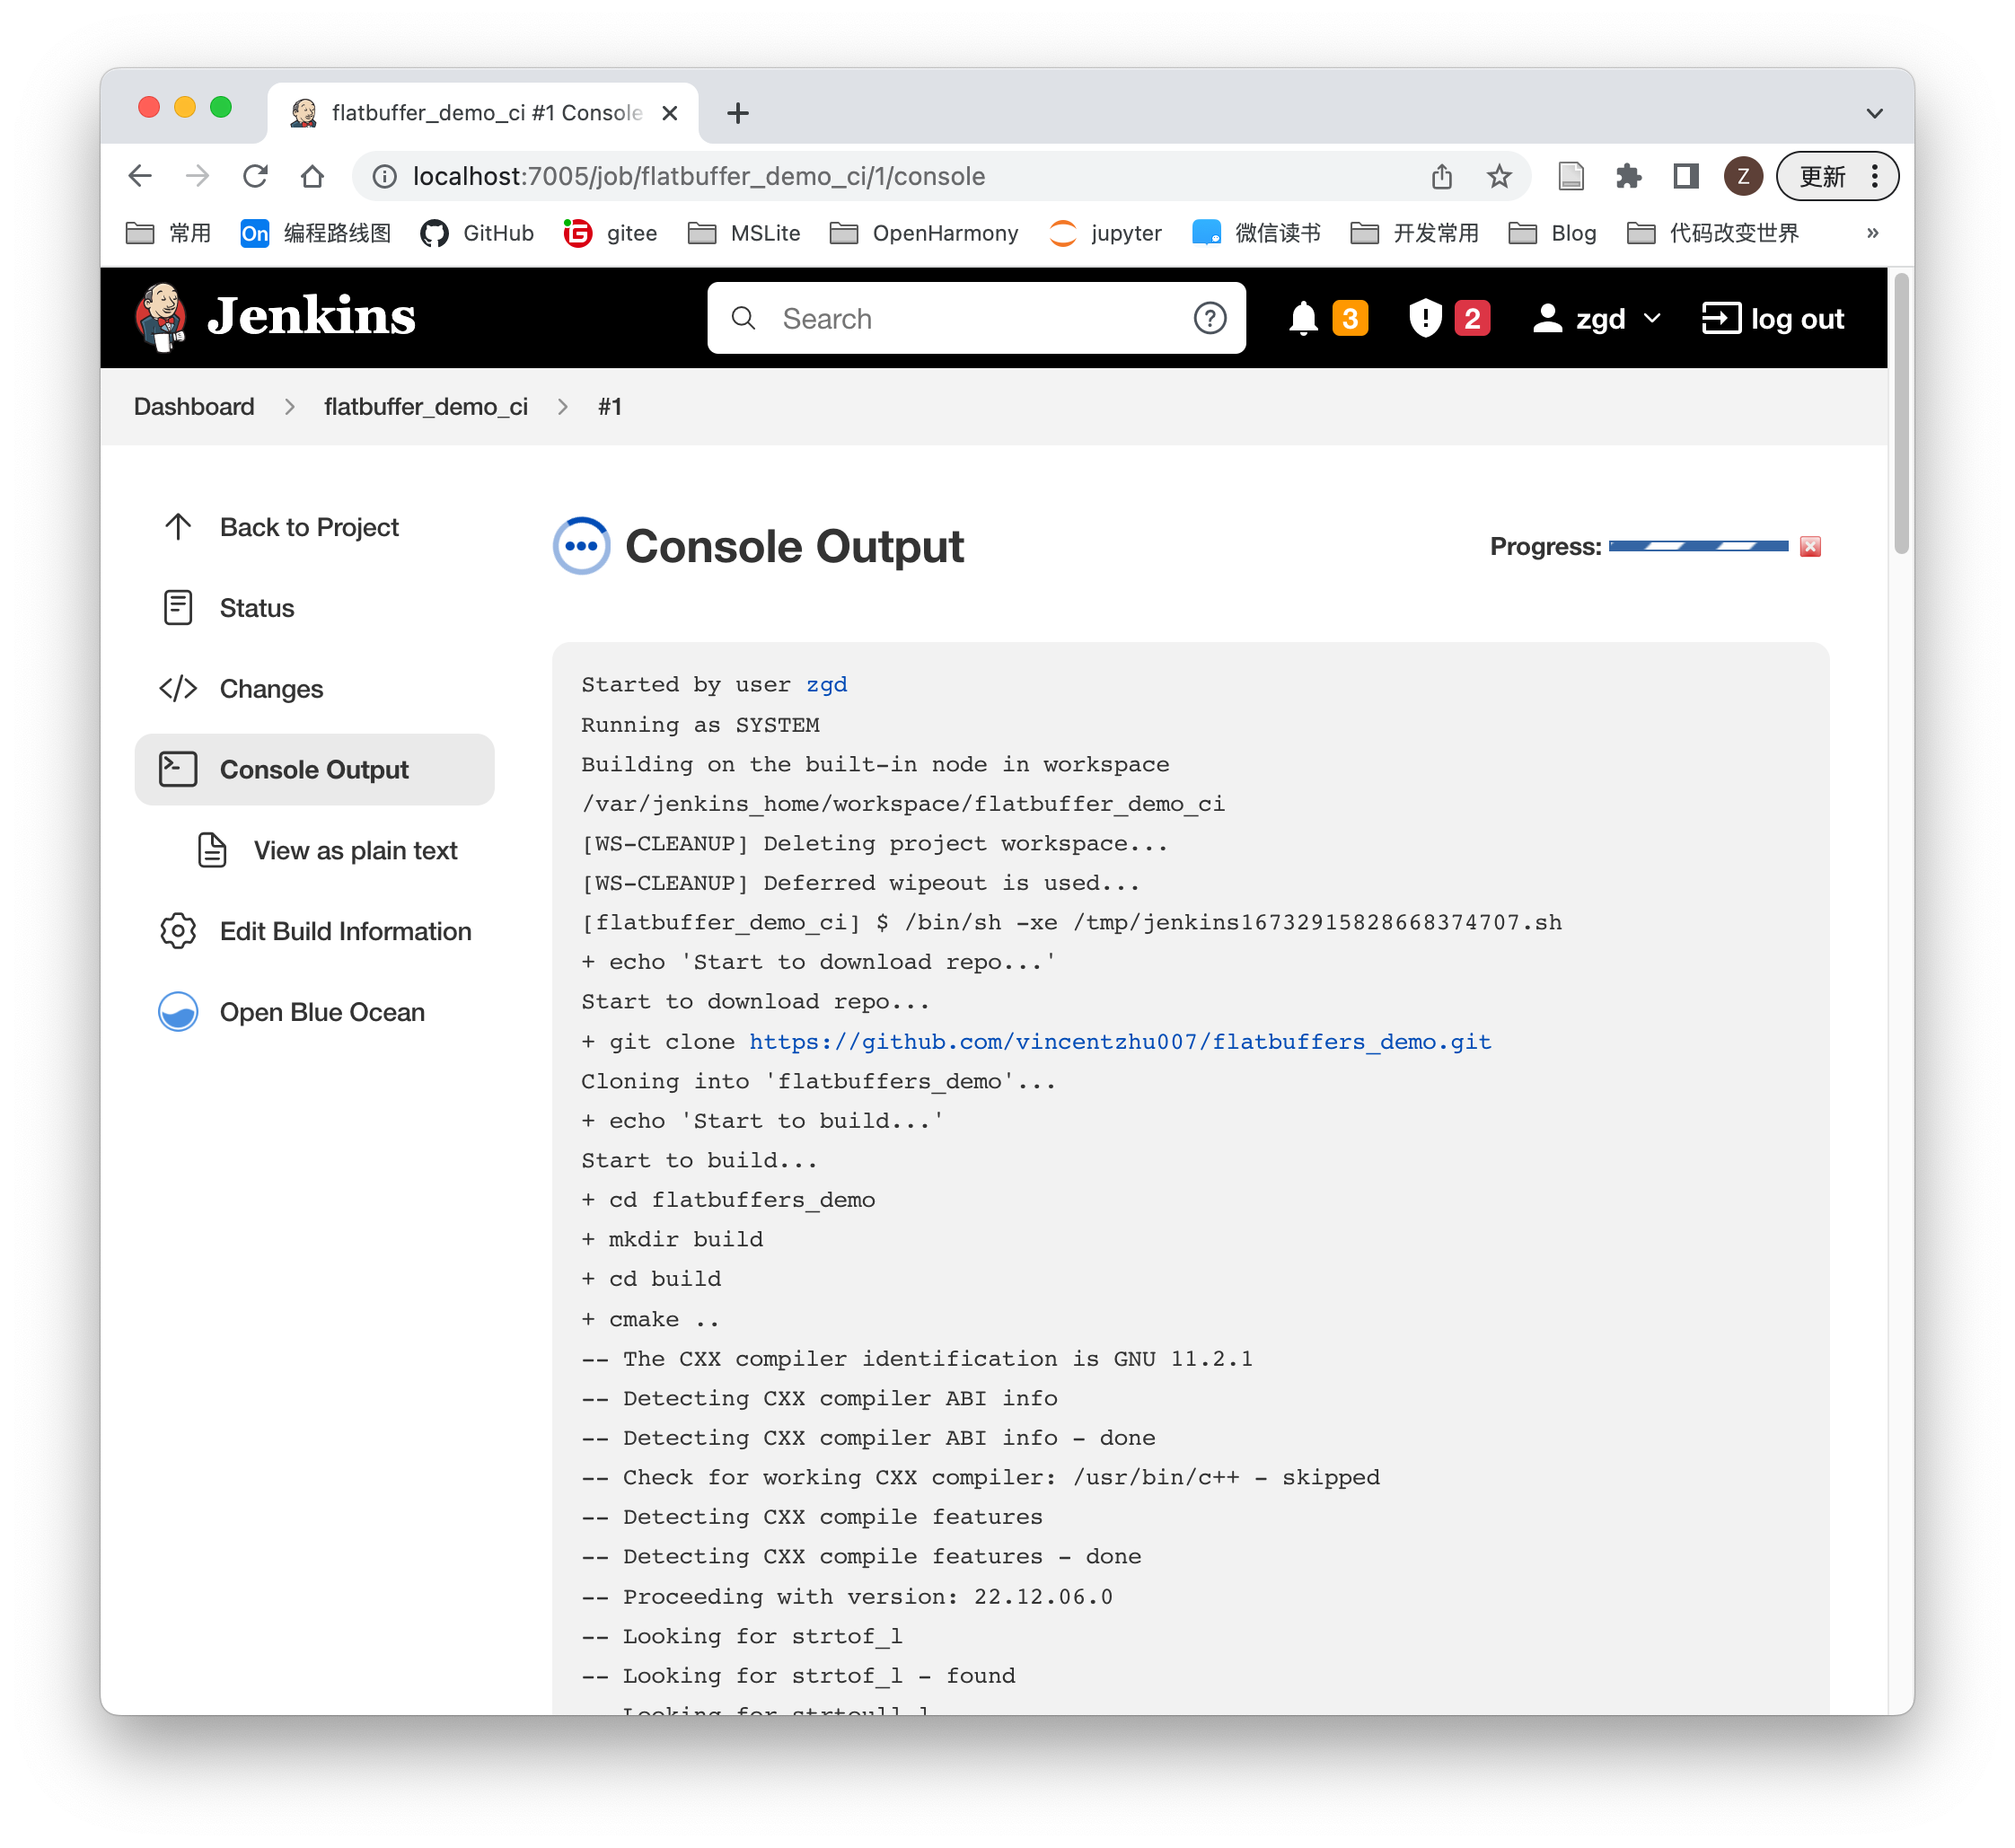 flatbuffer_demo_ci #1 Console
localhost:7005/job/flatbuffer_demo_ci/1/console
Z
更新
常用
On 编程路线图
GitHub
gitee
MSLite
OpenHarmony
jupyter
微信读书
开发常用
Blog
代码改变世界
»
Jenkins
Search
3
2
zgd
log out
Dashboard
flatbuffer_demo_ci
#1
Back to Project
Status
Changes
Console Output
View as plain text
Edit Build Information
Open Blue Ocean
Console Output
Progress:
Started by user zgd
Running as SYSTEM
Building on the built-in node in workspace
/var/jenkins_home/workspace/flatbuffer_demo_ci
[WS-CLEANUP] Deleting project workspace...
[WS-CLEANUP] Deferred wipeout is used...
[flatbuffer_demo_ci] $ /bin/sh -xe /tmp/jenkins16732915828668374707.sh
+ echo 'Start to download repo...'
Start to download repo...
+ git clone https://github.com/vincentzhu007/flatbuffers_demo.git
Cloning into 'flatbuffers_demo'...
+ echo 'Start to build...'
Start to build...
+ cd flatbuffers_demo
+ mkdir build
+ cd build
+ cmake ..
-- The CXX compiler identification is GNU 11.2.1
-- Detecting CXX compiler ABI info
-- Detecting CXX compiler ABI info - done
-- Check for working CXX compiler: /usr/bin/c++ - skipped
-- Detecting CXX compile features
-- Detecting CXX compile features - done
-- Proceeding with version: 22.12.06.0
-- Looking for strtof_l
-- Looking for strtof_l - found
Looking for strtoull_l